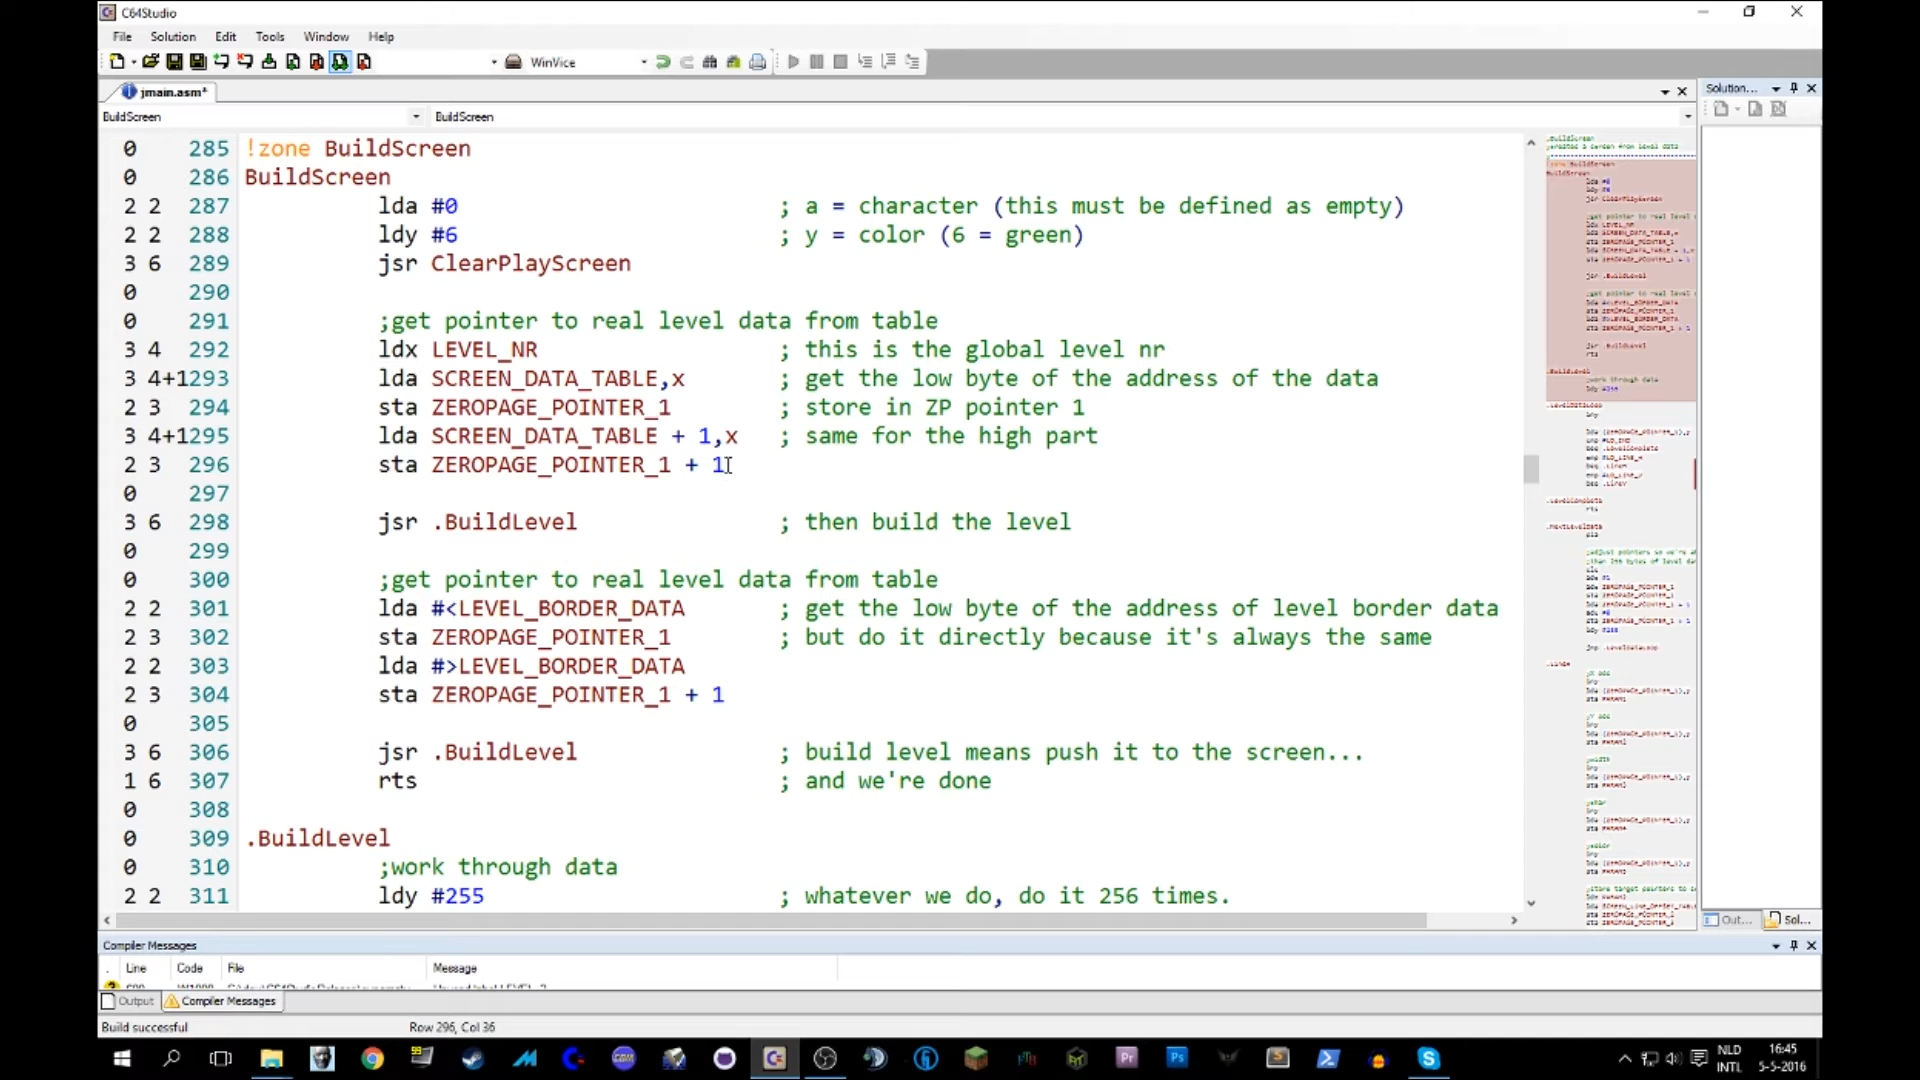 C64Studio
File Solution Edit Tools Window Help
WinVice
jmain.asm*
Solution...
BuildScreen BuildScreen
0 285 !zone BuildScreen
0 286 BuildScreen
2 2 287 lda #0 ; a = character (this must be defined as empty)
2 2 288 ldy #6 ; y = color (6 = green)
3 6 289 jsr ClearPlayScreen
0 290
0 291 ;get pointer to real level data from table
3 4 292 ldx LEVEL_NR ; this is the global level nr
3 4+1293 lda SCREEN_DATA_TABLE,x ; get the low byte of the address of the data
2 3 294 sta ZEROPAGE_POINTER_1 ; store in ZP pointer 1
3 4+1295 lda SCREEN_DATA_TABLE + 1,x ; same for the high part
2 3 296 sta ZEROPAGE_POINTER_1 + 1
0 297
3 6 298 jsr .BuildLevel ; then build the level
0 299
0 300 ;get pointer to real level data from table
2 2 301 lda #<LEVEL_BORDER_DATA ; get the low byte of the address of level border data
2 3 302 sta ZEROPAGE_POINTER_1 ; but do it directly because it's always the same
2 2 303 lda #>LEVEL_BORDER_DATA
2 3 304 sta ZEROPAGE_POINTER_1 + 1
0 305
3 6 306 jsr .BuildLevel ; build level means push it to the screen...
1 6 307 rts ; and we're done
0 308
0 309 .BuildLevel
0 310 ;work through data
2 2 311 ldy #255 ; whatever we do, do it 256 times.
Out... Sol...
Compiler Messages
. Line Code File Message
Output Compiler Messages
Build successful Row 296, Col 36
NLD 16:45
INTL 5-5-2016